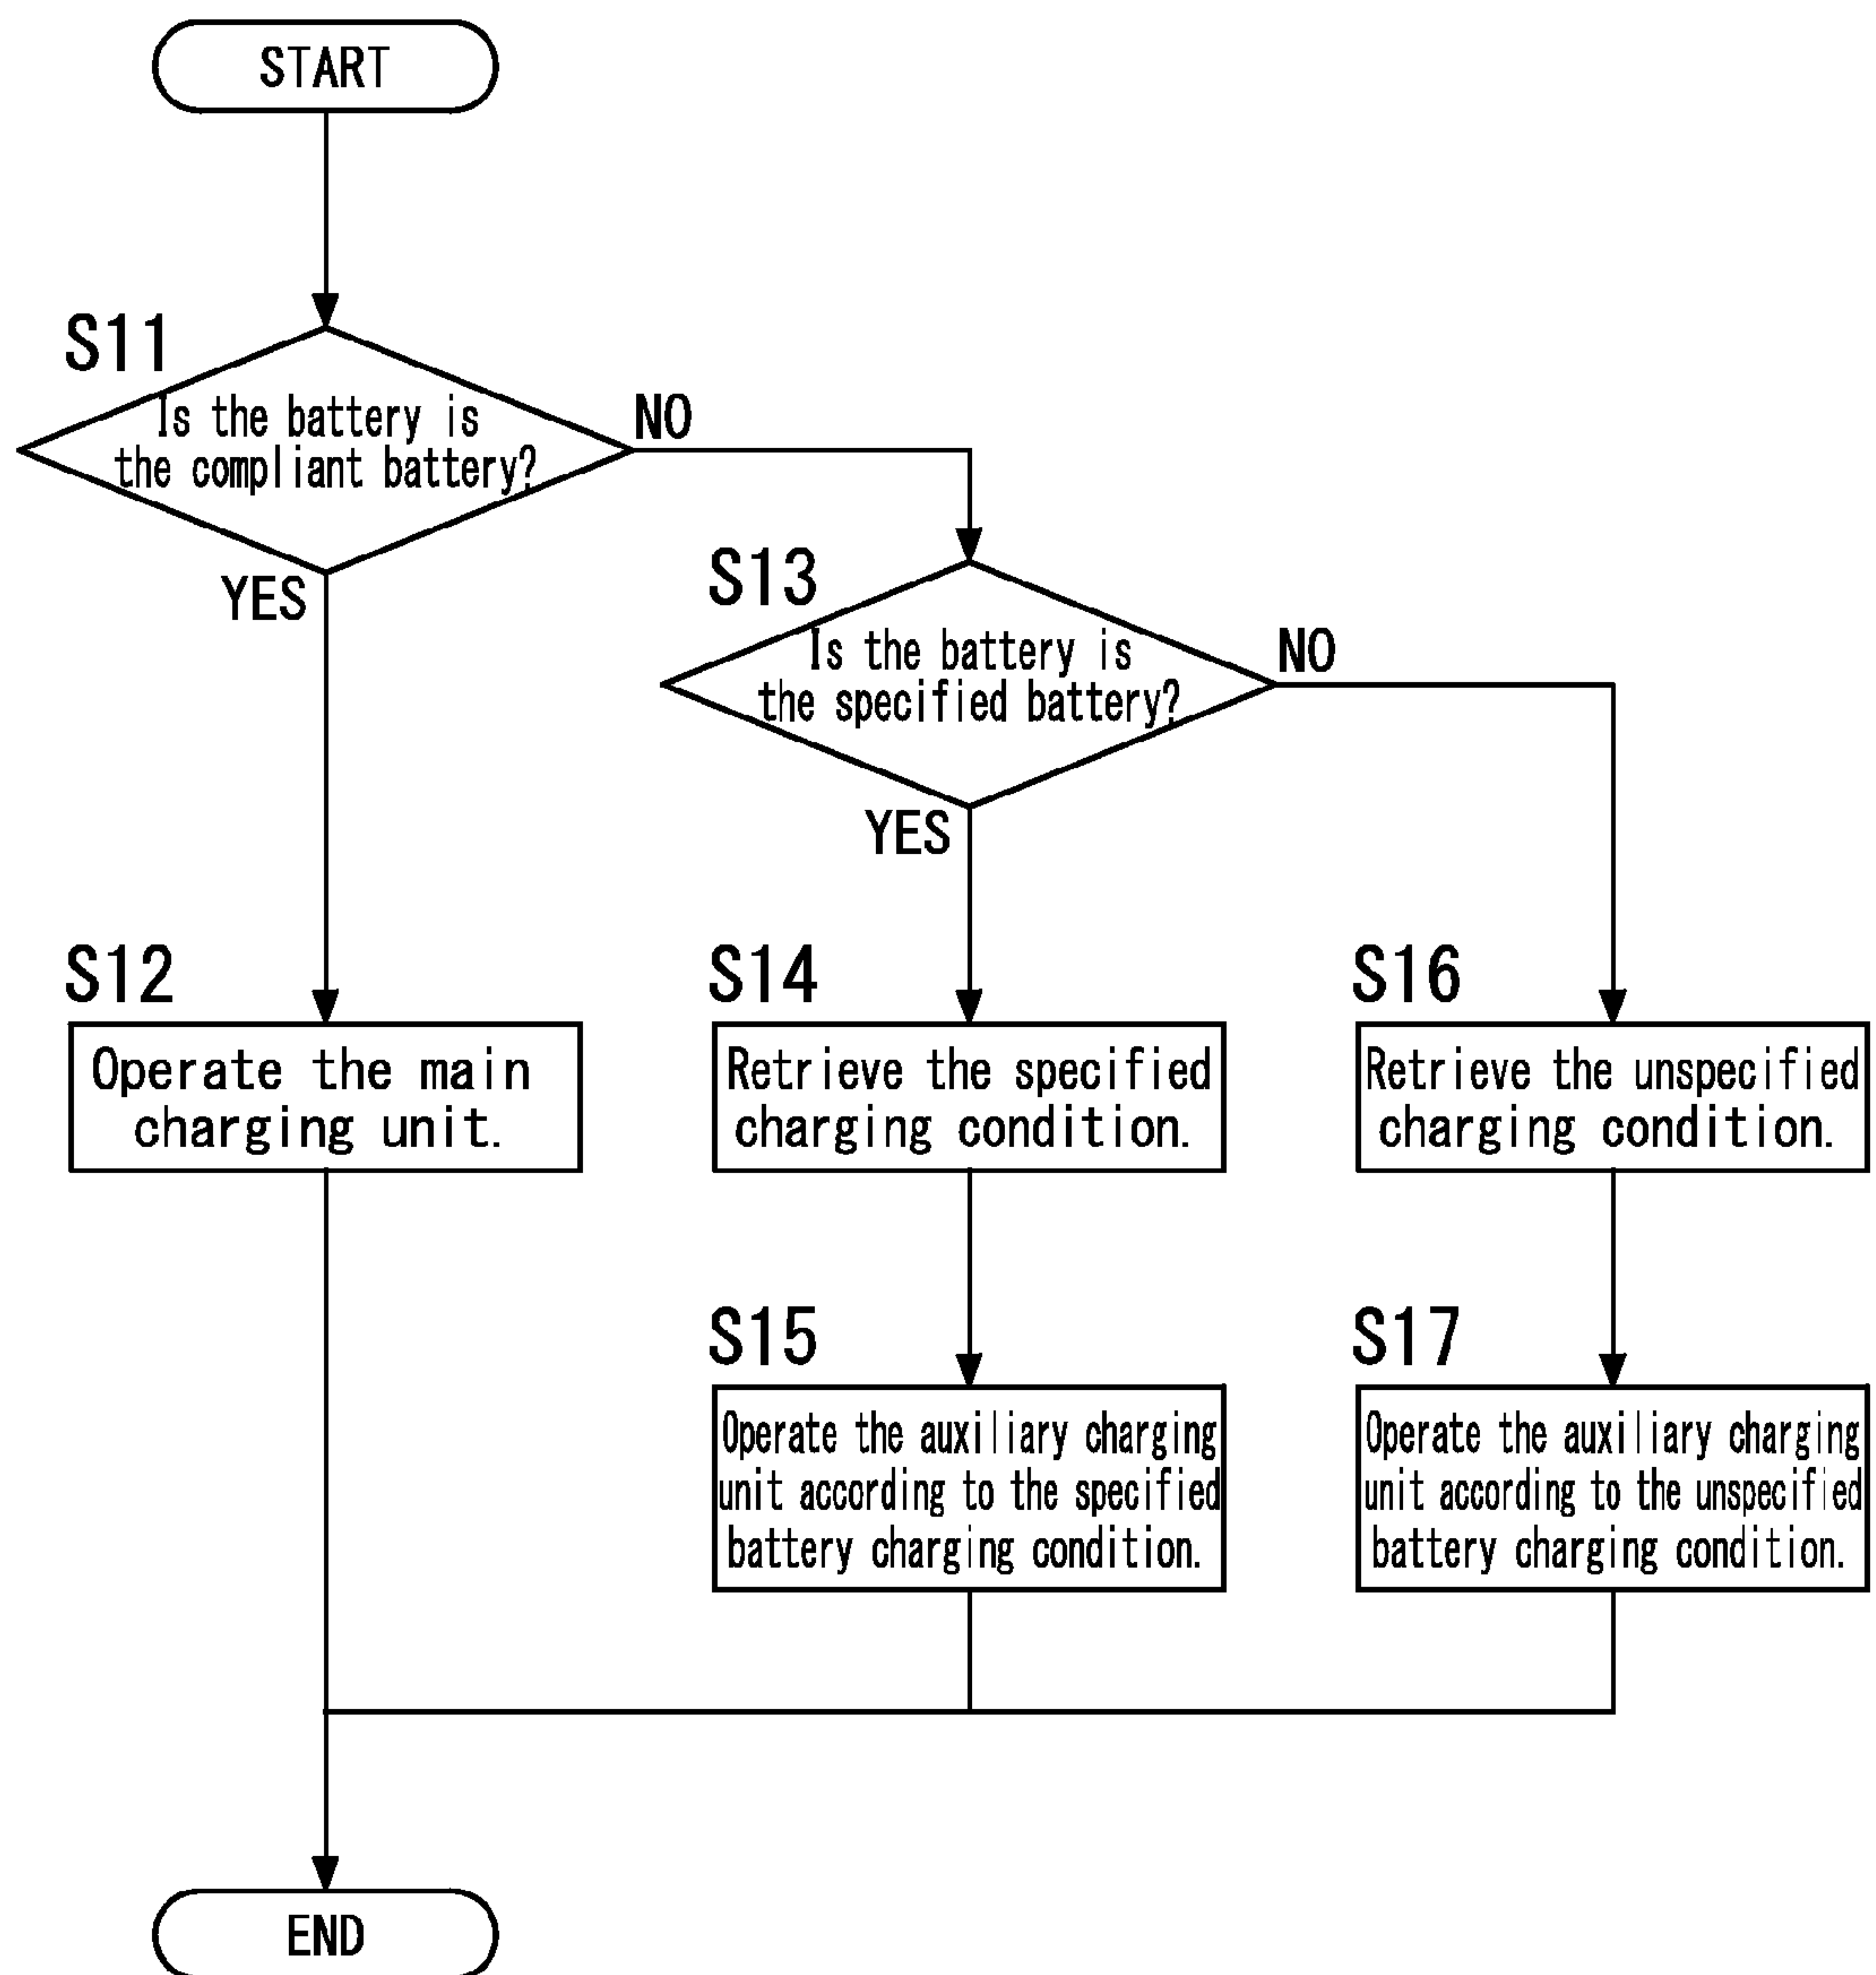 START
S11
Is the battery is
the compliant battery?
NO
YES
S13
Is the battery is
the specified battery?
NO
YES
S12
Operate the main
charging unit.
S14
Retrieve the specified
charging condition.
S16
Retrieve the unspecified
charging condition.
S15
Operate the auxiliary charging
unit according to the specified
battery charging condition.
S17
Operate the auxiliary charging
unit according to the unspecified
battery charging condition.
END